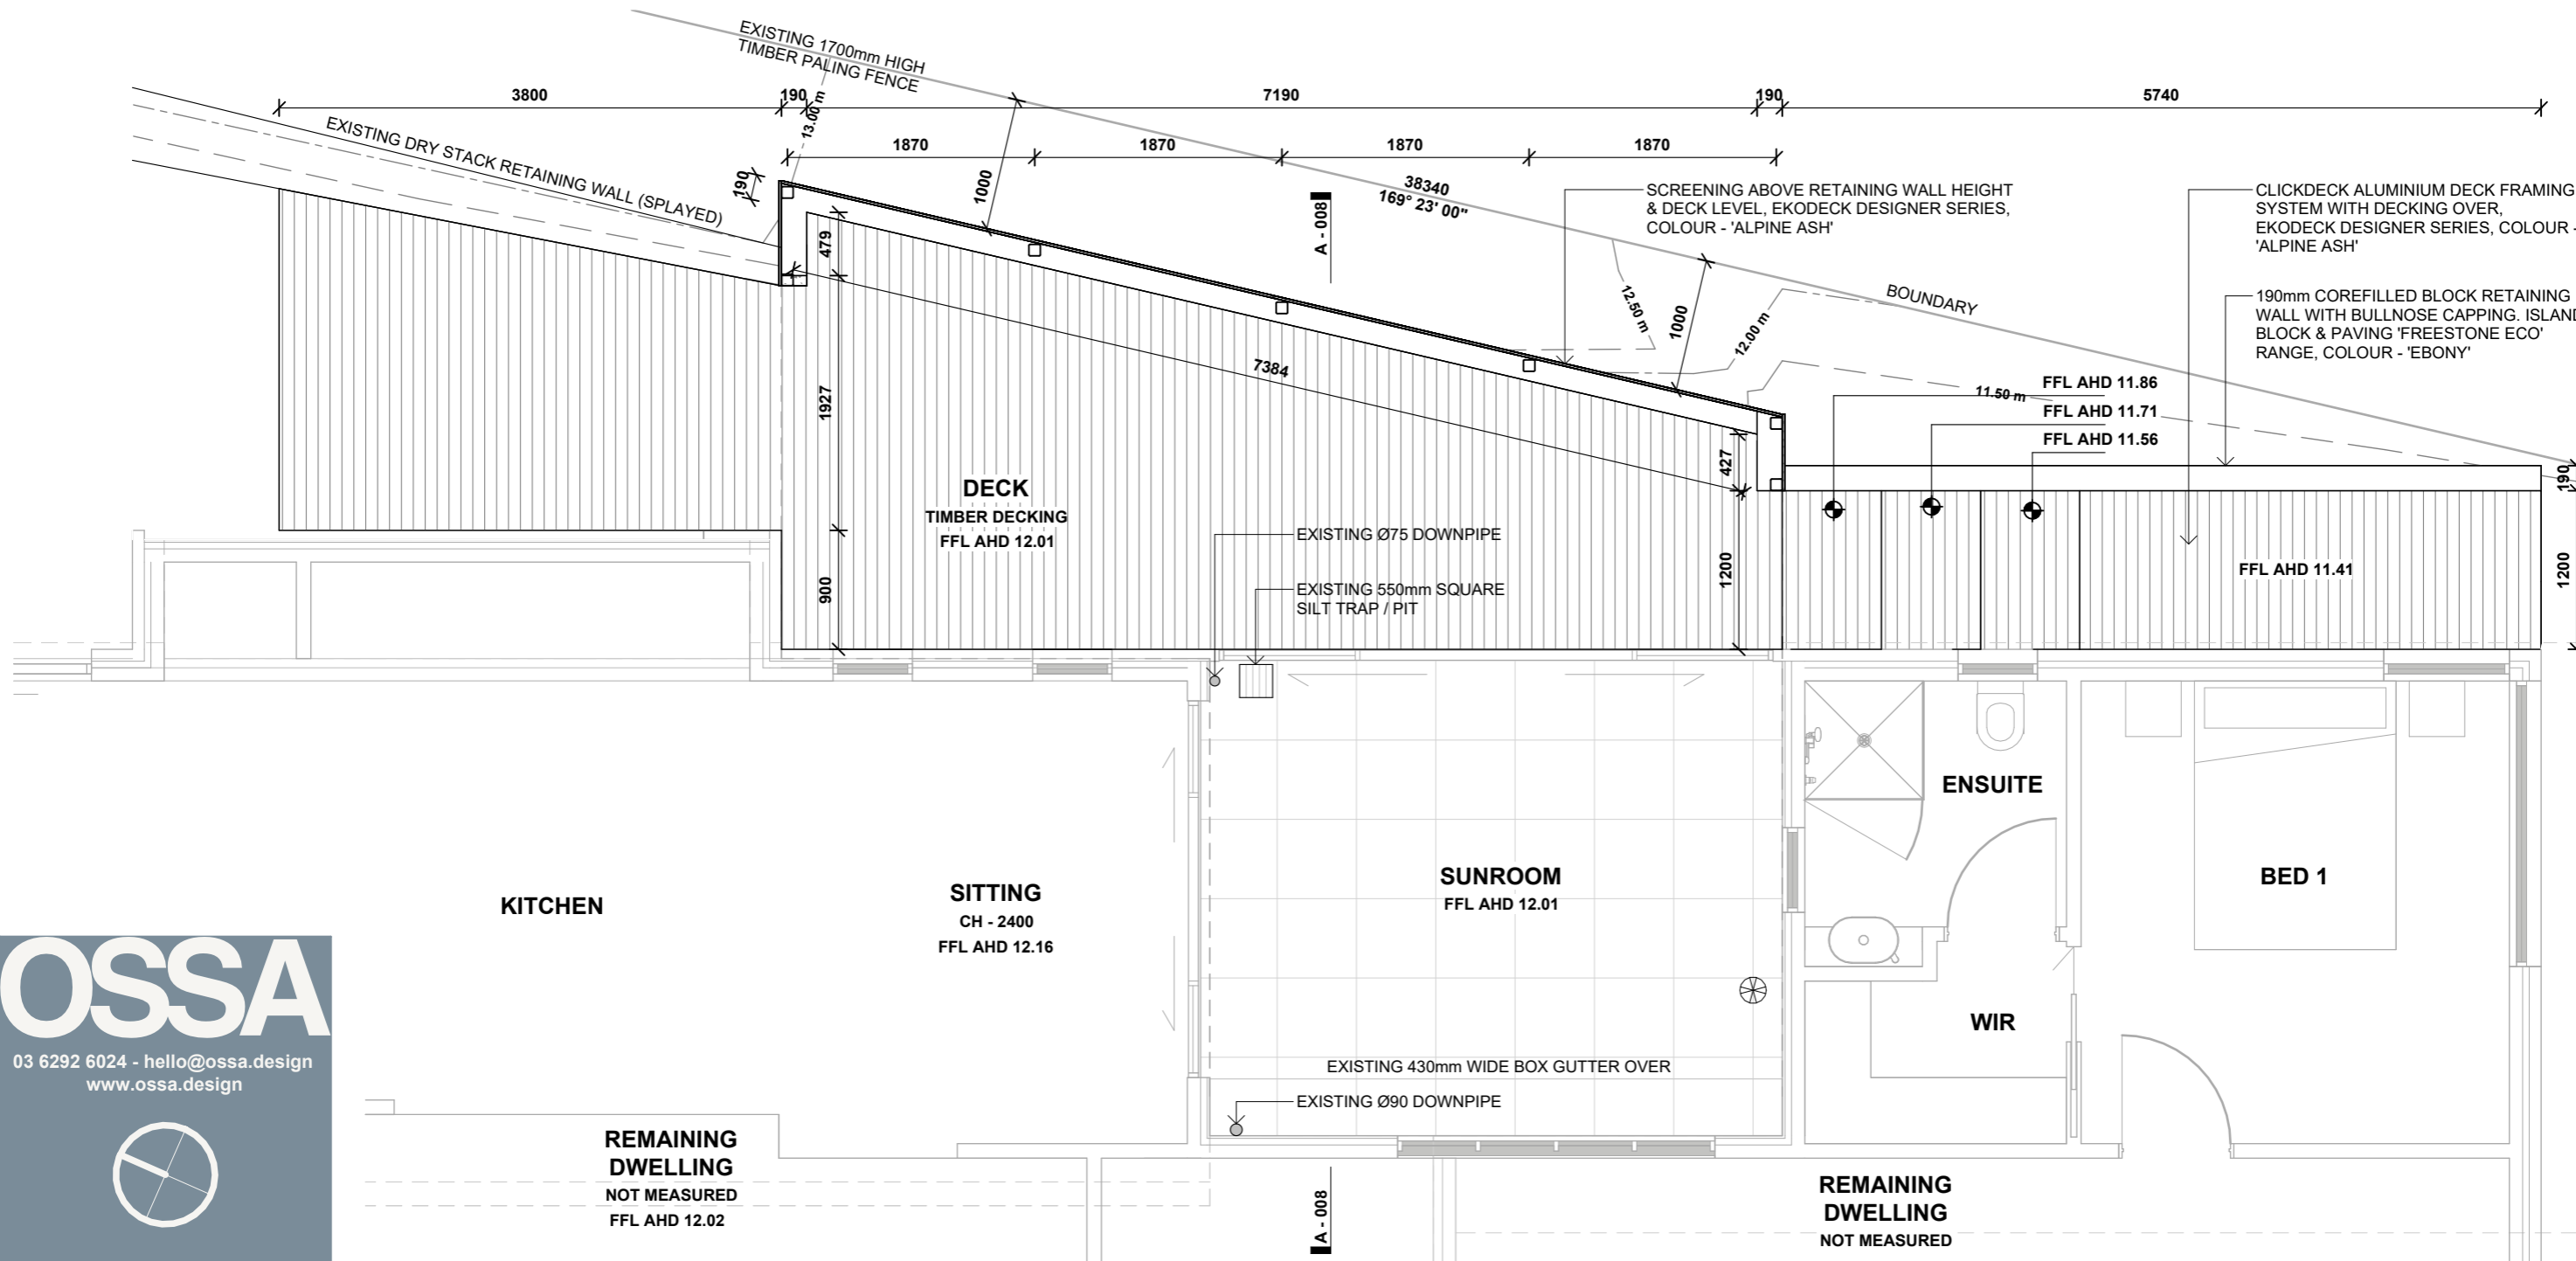 EXISTING 1700mm HIGH
TIMBER PALING FENCE
3800
190
7190
190
5740
13.00 m
EXISTING DRY STACK RETAINING WALL (SPLAYED)
1870
1870
1870
1870
190
1000
38340
169° 23' 00"
A - 008
SCREENING ABOVE RETAINING WALL HEIGHT
& DECK LEVEL, EKODECK DESIGNER SERIES,
COLOUR - 'ALPINE ASH'
CLICKDECK ALUMINIUM DECK FRAMING
SYSTEM WITH DECKING OVER,
EKODECK DESIGNER SERIES, COLOUR -
'ALPINE ASH'
479
12.50 m
1000
12.00 m
BOUNDARY
190mm COREFILLED BLOCK RETAINING
WALL WITH BULLNOSE CAPPING. ISLAND
BLOCK & PAVING 'FREESTONE ECO'
RANGE, COLOUR - 'EBONY'
7384
1927
11.50 m
FFL AHD 11.86
FFL AHD 11.71
FFL AHD 11.56
427
190
DECK
TIMBER DECKING
FFL AHD 12.01
EXISTING Ø75 DOWNPIPE
EXISTING 550mm SQUARE
SILT TRAP / PIT
900
1200
FFL AHD 11.41
1200
ENSUITE
KITCHEN
SITTING
CH - 2400
FFL AHD 12.16
SUNROOM
FFL AHD 12.01
BED 1
WIR
OSSA
03 6292 6024 - hello@ossa.design
www.ossa.design
EXISTING 430mm WIDE BOX GUTTER OVER
EXISTING Ø90 DOWNPIPE
REMAINING
DWELLING
NOT MEASURED
FFL AHD 12.02
A - 008
REMAINING
DWELLING
NOT MEASURED